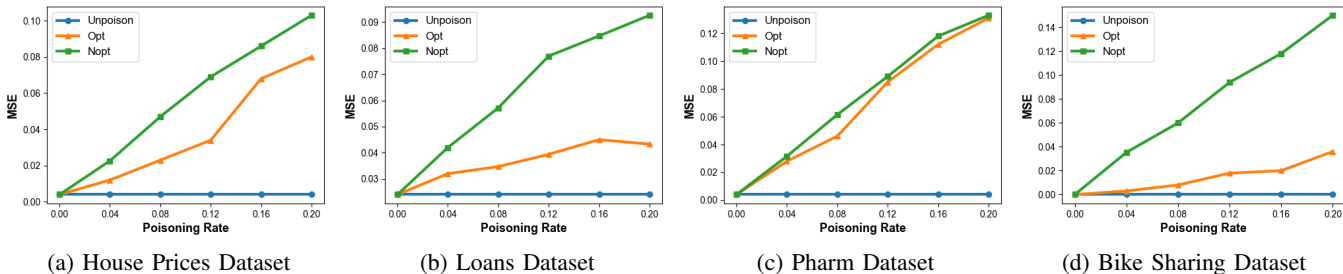 Unpoison
Opt
Nopt
MSE
0.10
0.08
0.06
0.04
0.02
0.00
0.00 0.04 0.08 0.12 0.16 0.20
Poisoning Rate
(a) House Prices Dataset
Unpoison
Opt
Nopt
MSE
0.09
0.08
0.07
0.06
0.05
0.04
0.03
0.00 0.04 0.08 0.12 0.16 0.20
Poisoning Rate
(b) Loans Dataset
Unpoison
Opt
Nopt
MSE
0.12
0.10
0.08
0.06
0.04
0.02
0.00
0.00 0.04 0.08 0.12 0.16 0.20
Poisoning Rate
(c) Pharm Dataset
Unpoison
Opt
Nopt
MSE
0.14
0.12
0.10
0.08
0.06
0.04
0.02
0.00
0.00 0.04 0.08 0.12 0.16 0.20
Poisoning Rate
(d) Bike Sharing Dataset